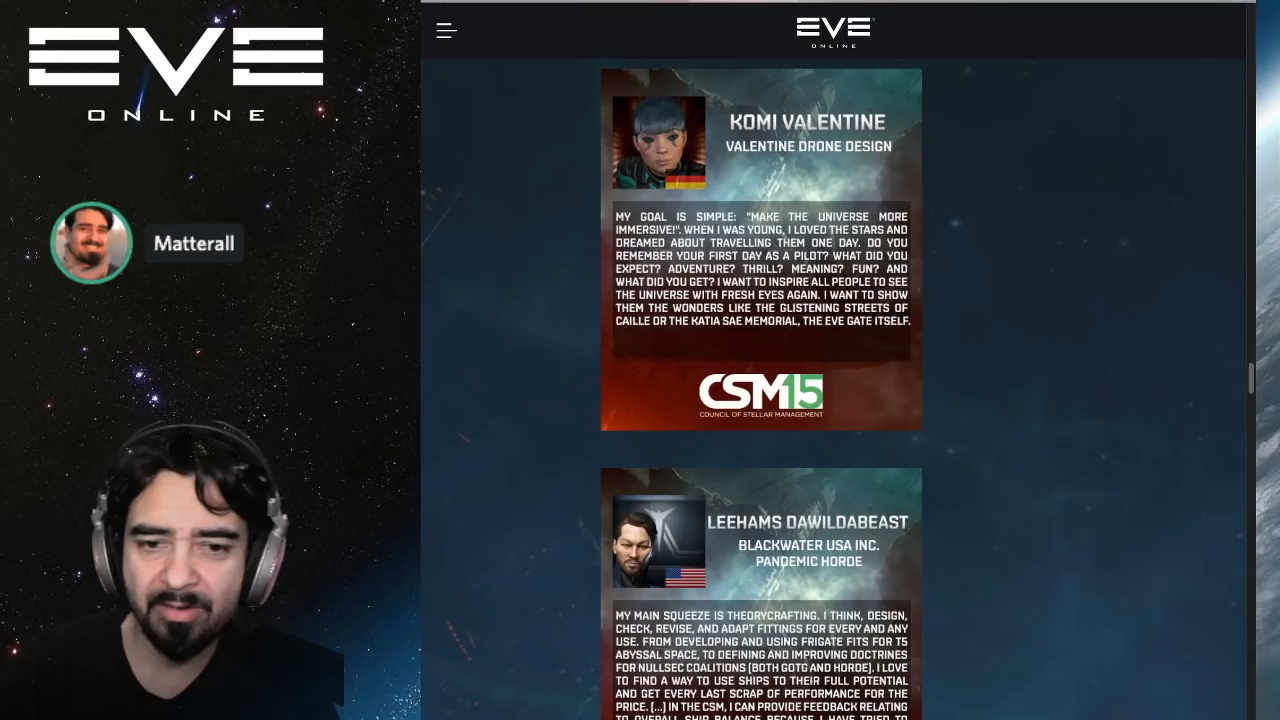 EVE
ONLINE
Matterall
EVE
ONLINE
KOMI VALENTINE
VALENTINE DRONE DESIGN
MY GOAL IS SIMPLE: "MAKE THE UNIVERSE MORE
IMMERSIVE!". WHEN I WAS YOUNG, I LOVED THE STARS AND
DREAMED ABOUT TRAVELLING THEM ONE DAY. DO YOU
REMEMBER YOUR FIRST DAY AS A PILOT? WHAT DID YOU
EXPECT? ADVENTURE? THRILL? MEANING? FUN? AND
WHAT DID YOU GET? I WANT TO INSPIRE ALL PEOPLE TO SEE
THE UNIVERSE WITH FRESH EYES AGAIN. I WANT TO SHOW
THEM THE WONDERS LIKE THE GLISTENING STREETS OF
CAILLE OR THE KATIA SAE MEMORIAL, THE EVE GATE ITSELF.
CSM15
COUNCIL OF STELLAR MANAGEMENT
LEEHAMS DAWILDABEAST
BLACKWATER USA INC.
PANDEMIC HORDE
MY MAIN SQUEEZE IS THEORYCRAFTING. I THINK, DESIGN,
CHECK, REVISE, AND ADAPT FITTINGS FOR EVERY AND ANY
USE. FROM DEVELOPING AND USING FRIGATE FITS FOR T5
ABYSSAL SPACE, TO DEFINING AND IMPROVING DOCTRINES
FOR NULLSEC COALITIONS (BOTH GOTG AND HORDE). I LOVE
TO FIND A WAY TO USE SHIPS TO THEIR FULL POTENTIAL
AND GET EVERY LAST SCRAP OF PERFORMANCE FOR THE
PRICE. [...] IN THE CSM, I CAN PROVIDE FEEDBACK RELATING
TO OVERALL SHIP BALANCE BECAUSE I HAVE TRIED TO